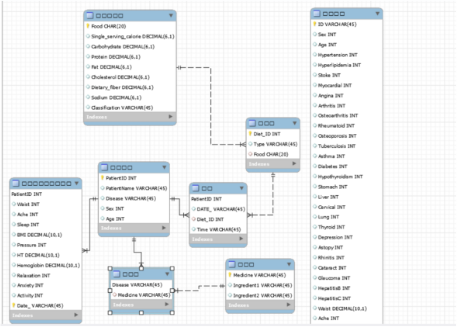 Food CHAR(20)
Single_serving_calorie DECIMAL(6,1)
Carbohydrate DECIMAL(6,1)
Protein DECIMAL(6,1)
Fat DECIMAL(6,1)
Cholesterol DECIMAL(6,1)
Dietary_fiber DECIMAL(6,1)
Sodium DECIMAL(6,1)
Classification VARCHAR(45)
Indexes
Diet_ID INT
Type VARCHAR(45)
Food CHAR(20)
Indexes
PatientID INT
PatientName VARCHAR(45)
Disease VARCHAR(45)
Sex INT
Age INT
Indexes
PatientID INT
DATE_ VARCHAR(45)
Diet_ID INT
Time VARCHAR(45)
Indexes
PatientID INT
Waist INT
Ache INT
Sleep INT
BMI DECIMAL(10,1)
Pressure INT
HT DECIMAL(10,1)
Hemoglobin DECIMAL(10,1)
Relaxation INT
Anxiety INT
Activity INT
Date_ VARCHAR(45)
Indexes
Disease VARCHAR(45)
Medicine VARCHAR(45)
Indexes
Medicine VARCHAR(45)
Ingredient1 VARCHAR(45)
Ingredient2 VARCHAR(45)
Indexes
ID VARCHAR(45)
Sex INT
Age INT
Hypertension INT
Hyperlipidemia INT
Stoke INT
Myocardial INT
Angina INT
Arthritis INT
Osteoarthritis INT
Rheumatoid INT
Osteoporosis INT
Tuberculosis INT
Asthma INT
Diabetes INT
Hypothyroidism INT
Stomach INT
Liver INT
Cervical INT
Lung INT
Thyroid INT
Depression INT
Atopy INT
Rhinitis INT
Cataract INT
Glaucoma INT
HepatitisB INT
HepatitisC INT
Waist DECIMAL(10,1)
Ache INT